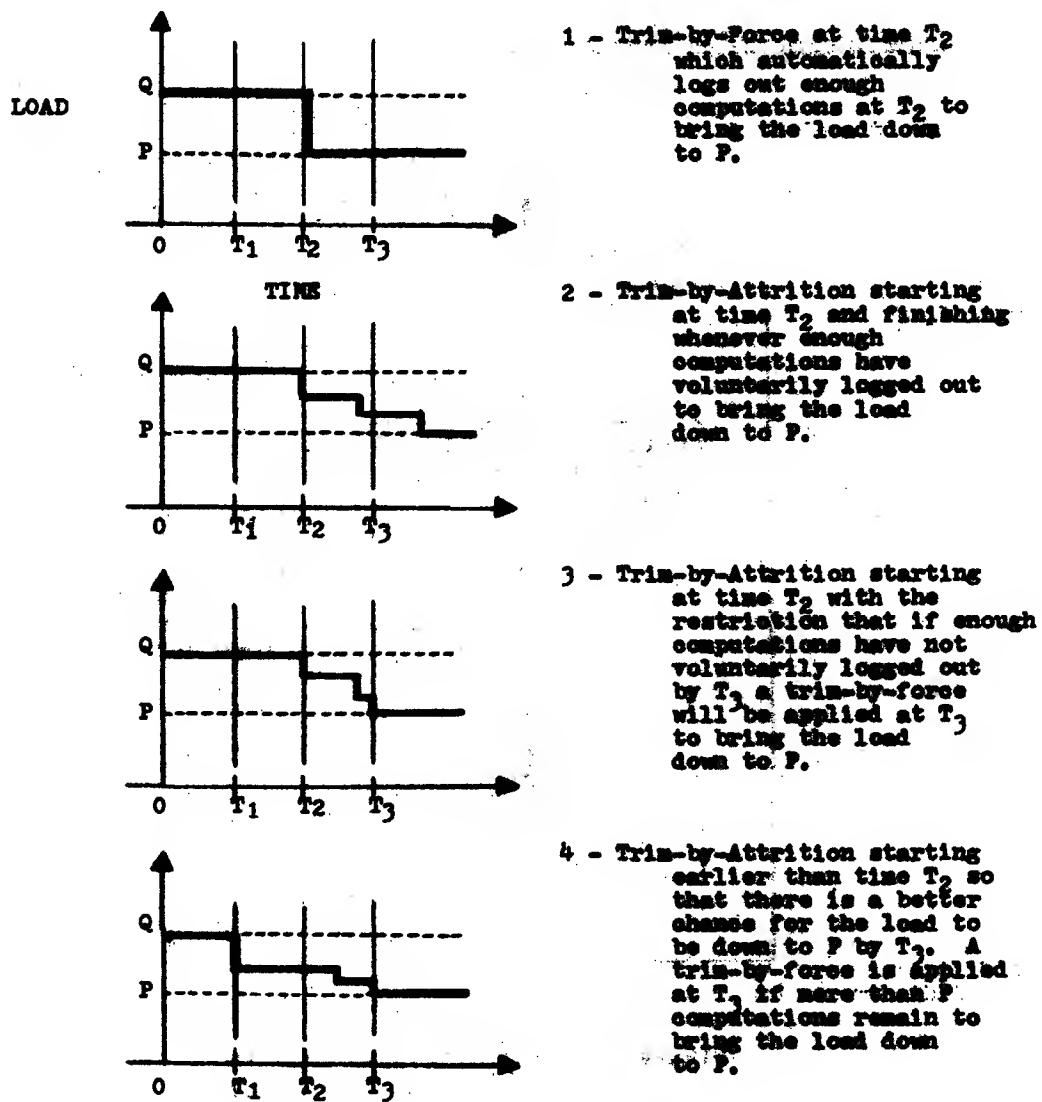 LOAD
Q
P
0 T1 T2 T3
TIME
1 - Trim-by-Force at time T2
which automatically
logs out enough
computations at T2 to
bring the load down
to P.
Q
P
0 T1 T2 T3
2 - Trim-by-Attrition starting
at time T2 and finishing
whenever enough
computations have
voluntarily logged out
to bring the load
down to P.
Q
P
0 T1 T2 T3
3 - Trim-by-Attrition starting
at time T2 with the
restriction that if enough
computations have not
voluntarily logged out
by T3 a trim-by-force
will be applied at T3
to bring the load
down to P.
Q
P
0 T1 T2 T3
4 - Trim-by-Attrition starting
earlier than time T2 so
that there is a better
chance for the load to
be down to P by T3. A
trim-by-force is applied
at T3 if more than P
computations remain to
bring the load down
to P.